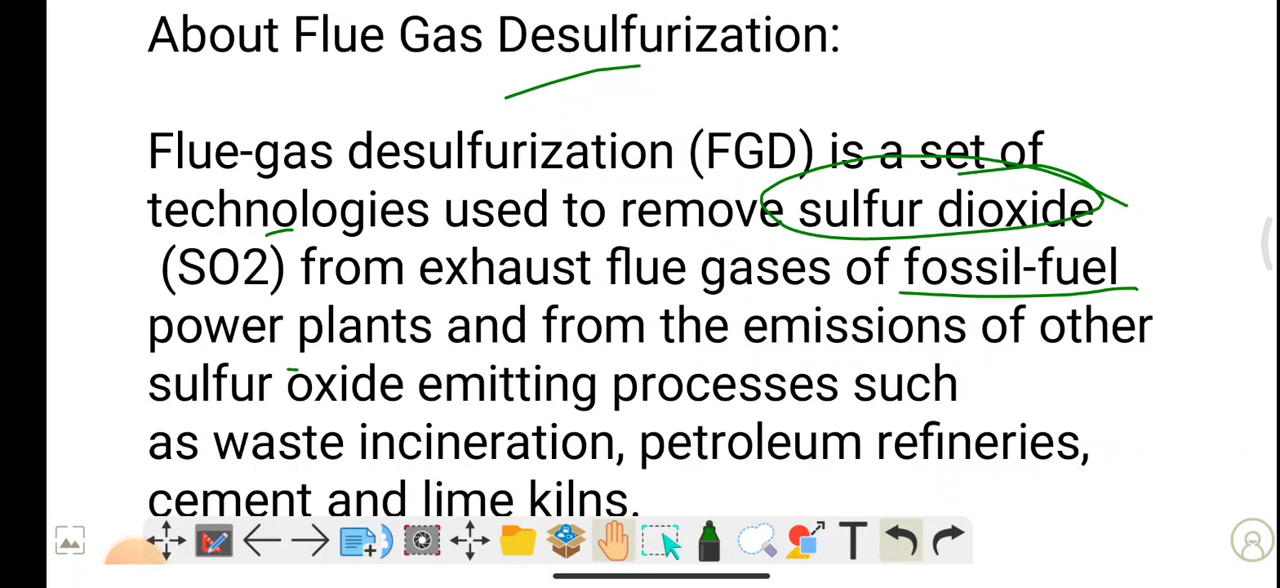 About Flue Gas Desulfurization:
Flue-gas desulfurization (FGD) is a set of
technologies used to remove sulfur dioxide
(SO2) from exhaust flue gases of fossil-fuel
power plants and from the emissions of other
sulfur oxide emitting processes such
as waste incineration, petroleum refineries,
cement and lime kilns.
T